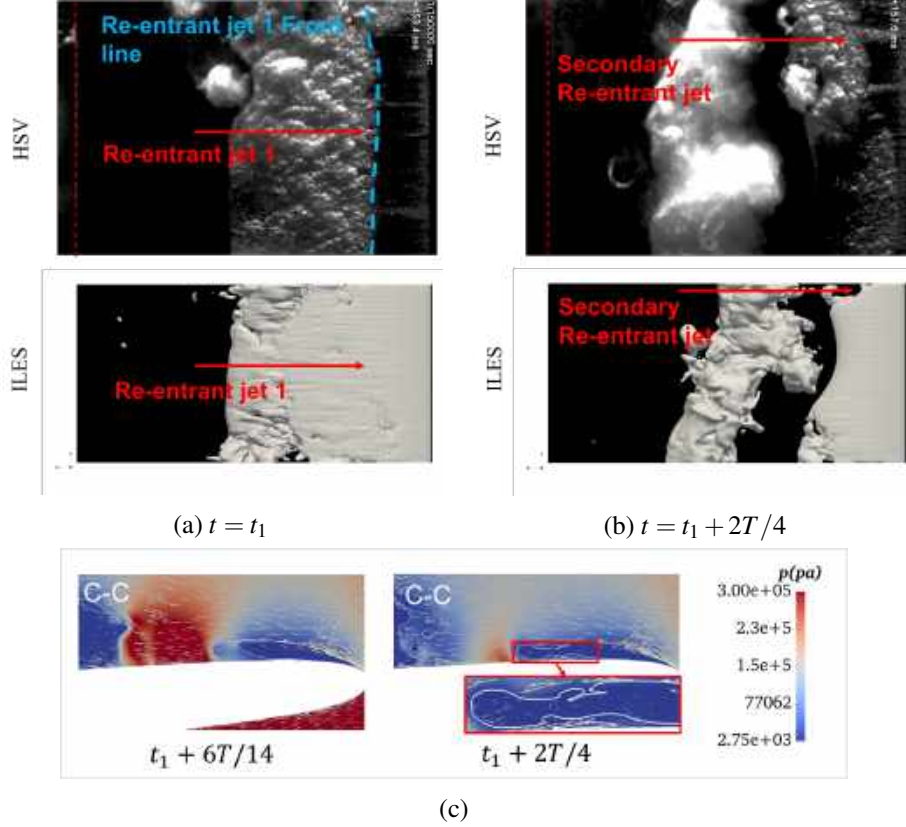 HSV
Re-entrant jet 1 Front
line
Re-entrant jet 1
HSV
Secondary
Re-entrant jet
ILES
Re-entrant jet 1
ILES
Secondary
Re-entrant jet
(a) t = t₁
(b) t = t₁ + 2T/4
C-C
C-C
p(pa)
3.00e+05
2.3e+5
1.5e+5
77062
2.75e+03
t₁ + 6T/14
t₁ + 2T/4
(c)